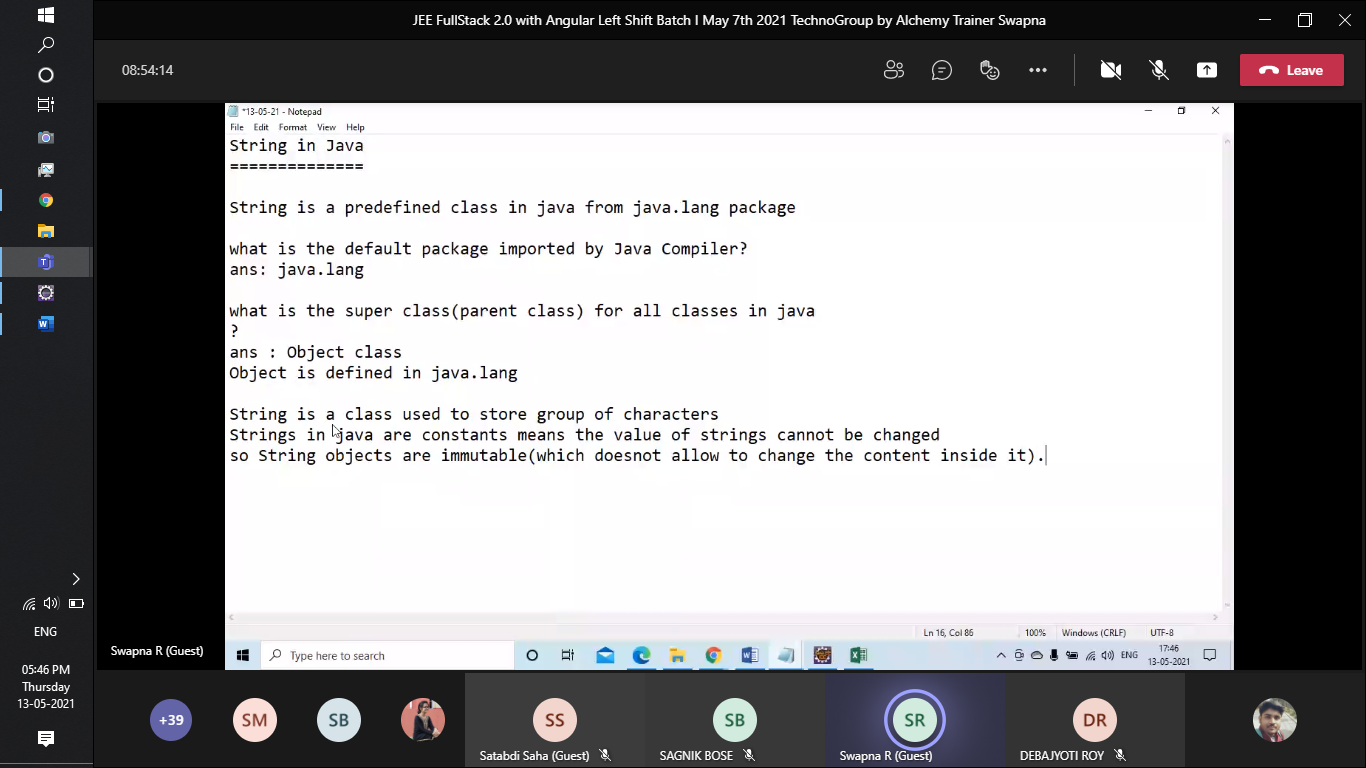 JEE FullStack 2.0 with Angular Left Shift Batch I May 7th 2021 TechnoGroup by Alchemy Trainer Swapna
08:54:14
Leave
*13-05-21 - Notepad
File Edit Format View Help
String in Java
==============
String is a predefined class in java from java.lang package
what is the default package imported by Java Compiler?
ans: java.lang
what is the super class(parent class) for all classes in java
?
ans : Object class
Object is defined in java.lang
String is a class used to store group of characters
Strings in java are constants means the value of strings cannot be changed
so String objects are immutable(which doesnot allow to change the content inside it).
Ln 16, Col 86 100% Windows (CRLF) UTF-8
Swapna R (Guest)
Type here to search
ENG
17:46
13-05-2021
ENG
05:46 PM
Thursday
13-05-2021
+39
SM
SB
SS
Satabdi Saha (Guest)
SB
SAGNIK BOSE
SR
Swapna R (Guest)
DR
DEBAJYOTI ROY